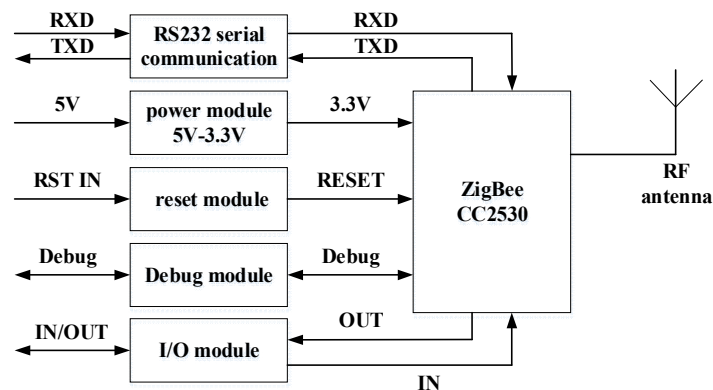 RXD
TXD
RS232 serial
communication
RXD
TXD
5V
power module
5V-3.3V
3.3V
RST IN
reset module
RESET
ZigBee
CC2530
RF
antenna
Debug
Debug module
Debug
IN/OUT
I/O module
OUT
IN